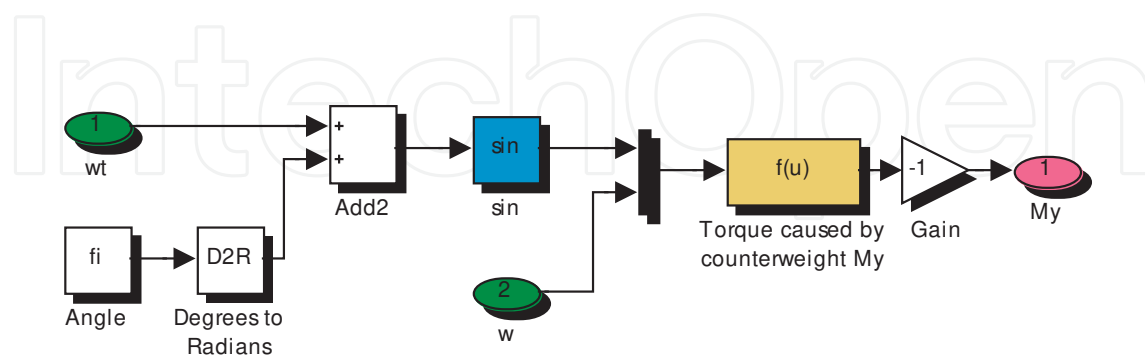 IntechOpen
1
wt
+
+
Add2
sin
sin
f(u)
Torque caused by
counterweight My
-1
Gain
1
My
fi
Angle
D2R
Degrees to
Radians
2
w